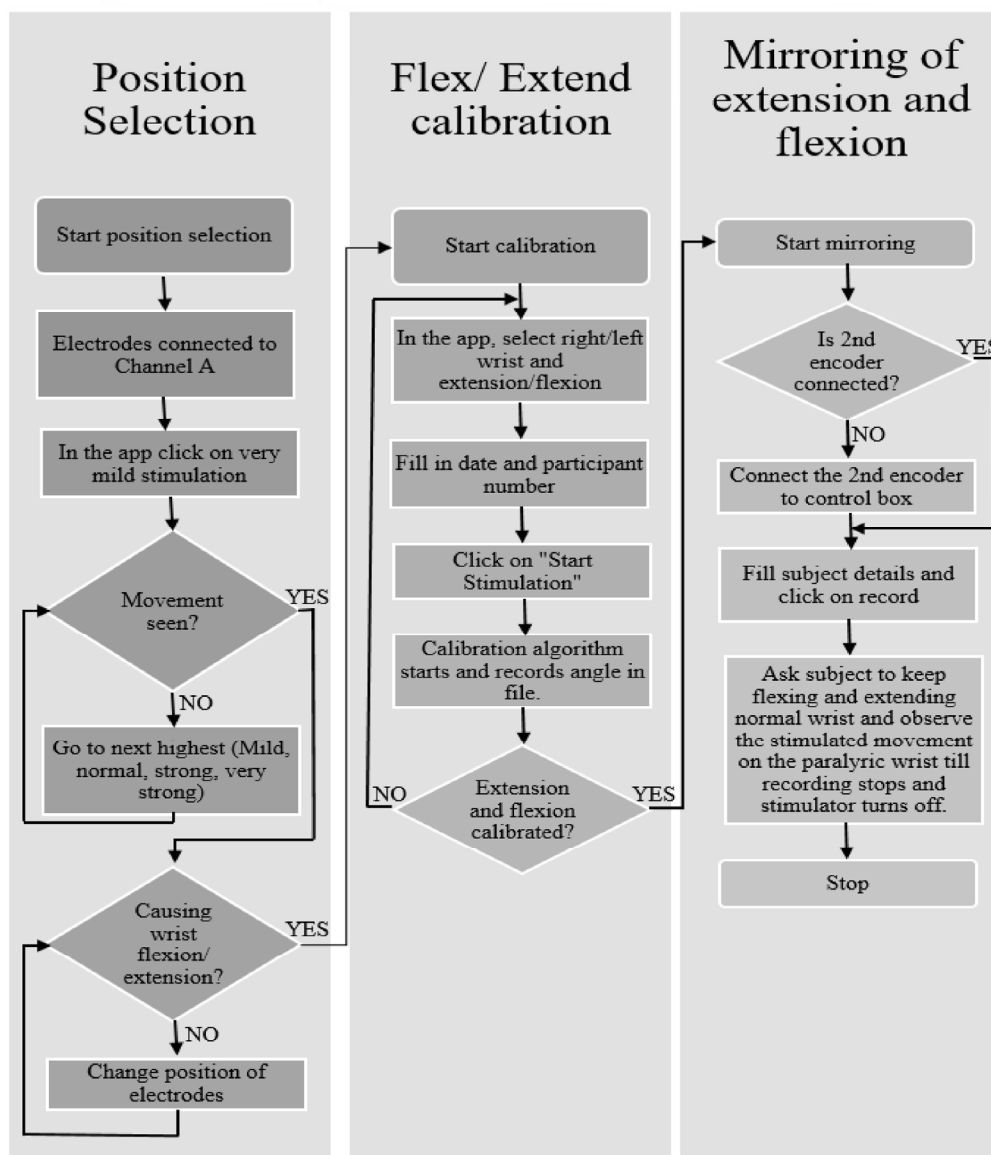 Position
Selection
Start position selection
Electrodes connected to
Channel A
In the app click on very
mild stimulation
Movement
seen?
YES
NO
Go to next highest (Mild,
normal, strong, very
strong)
Causing
wrist
flexion/
extension?
YES
NO
Change position of
electrodes
Flex/ Extend
calibration
Start calibration
In the app, select right/left
wrist and
extension/flexion
Fill in date and participant
number
Click on "Start
Stimulation"
Calibration algorithm
starts and records angle in
file.
NO
Extension
and flexion
calibrated?
YES
Mirroring of
extension and
flexion
Start mirroring
Is 2nd
encoder
connected?
YES
NO
Connect the 2nd encoder
to control box
Fill subject details and
click on record
Ask subject to keep
flexing and extending
normal wrist and observe
the stimulated movement
on the paralyric wrist till
recording stops and
stimulator turns off.
Stop